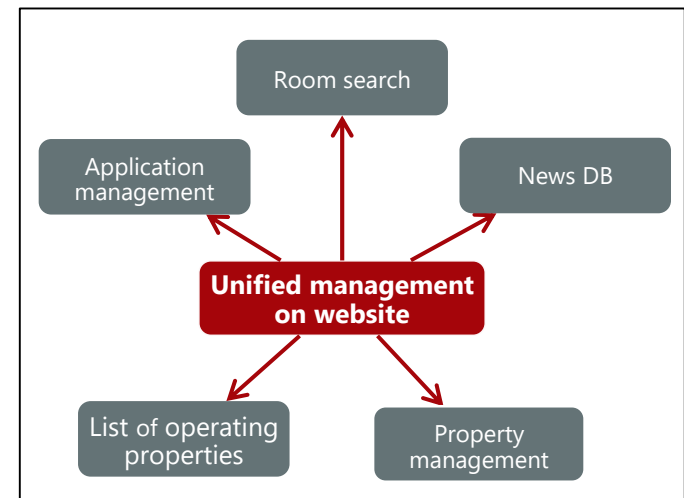 Room search
Application
management
News DB
Unified management
on website
List of operating
properties
Property
management